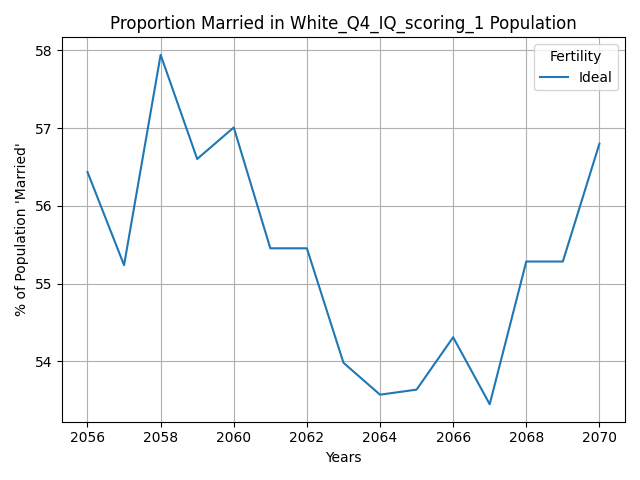 Proportion Married in White_Q4_IQ_scoring_1 Population
Fertility
Ideal
% of Population 'Married'
58
57
56
55
54
2056 2058 2060 2062 2064 2066 2068 2070
Years